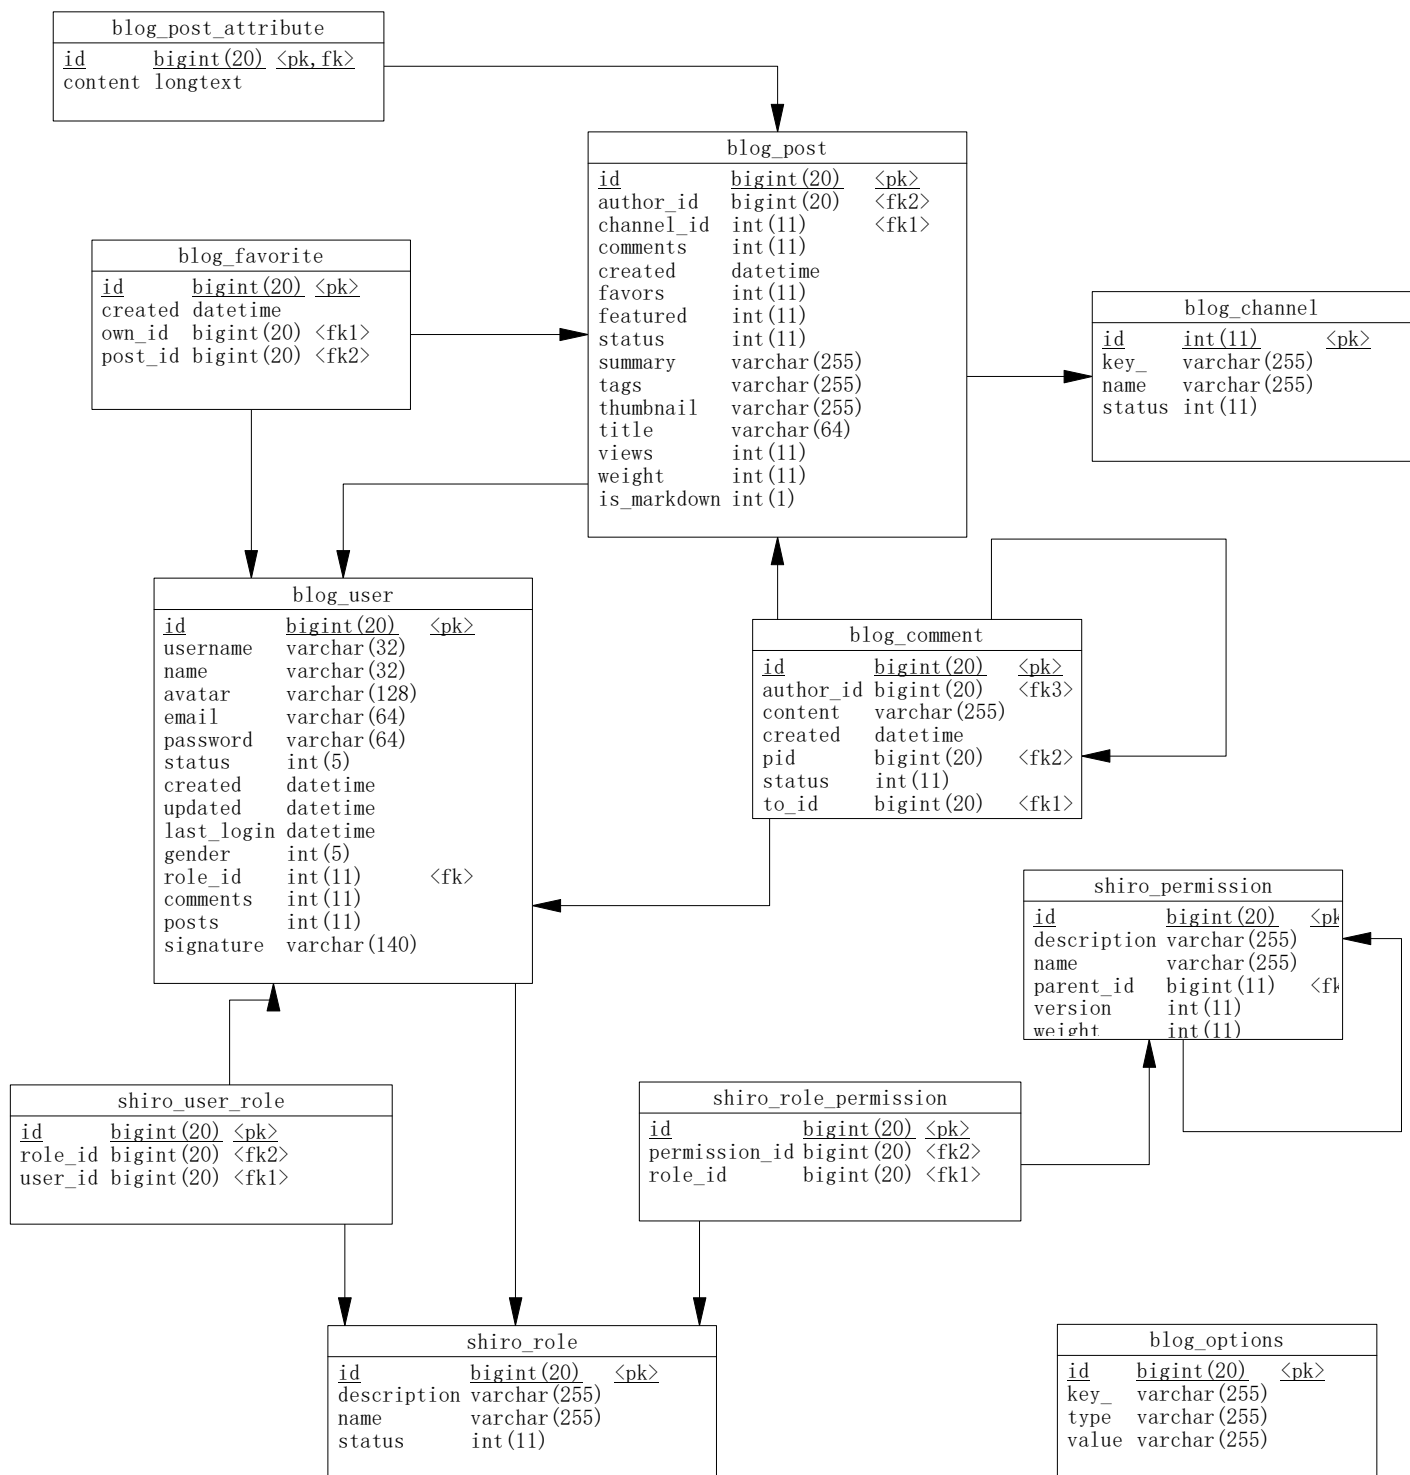 blog_post_attribute
id bigint(20) <pk,fk>
content longtext
blog_post
id bigint(20) <pk>
author_id bigint(20) <fk2>
channel_id int(11) <fk1>
comments int(11)
created datetime
favors int(11)
featured int(11)
status int(11)
summary varchar(255)
tags varchar(255)
thumbnail varchar(255)
title varchar(64)
views int(11)
weight int(11)
is_markdown int(1)
blog_favorite
id bigint(20) <pk>
created datetime
own_id bigint(20) <fk1>
post_id bigint(20) <fk2>
blog_channel
id int(11) <pk>
key_ varchar(255)
name varchar(255)
status int(11)
blog_user
id bigint(20) <pk>
username varchar(32)
name varchar(32)
avatar varchar(128)
email varchar(64)
password varchar(64)
status int(5)
created datetime
updated datetime
last_login datetime
gender int(5)
role_id int(11) <fk>
comments int(11)
posts int(11)
signature varchar(140)
blog_comment
id bigint(20) <pk>
author_id bigint(20) <fk3>
content varchar(255)
created datetime
pid bigint(20) <fk2>
status int(11)
to_id bigint(20) <fk1>
shiro_permission
id bigint(20) <pk
description varchar(255)
name varchar(255)
parent_id bigint(11) <fk
version int(11)
weight int(11)
shiro_user_role
id bigint(20) <pk>
role_id bigint(20) <fk2>
user_id bigint(20) <fk1>
shiro_role_permission
id bigint(20) <pk>
permission_id bigint(20) <fk2>
role_id bigint(20) <fk1>
shiro_role
id bigint(20) <pk>
description varchar(255)
name varchar(255)
status int(11)
blog_options
id bigint(20) <pk>
key_ varchar(255)
type varchar(255)
value varchar(255)